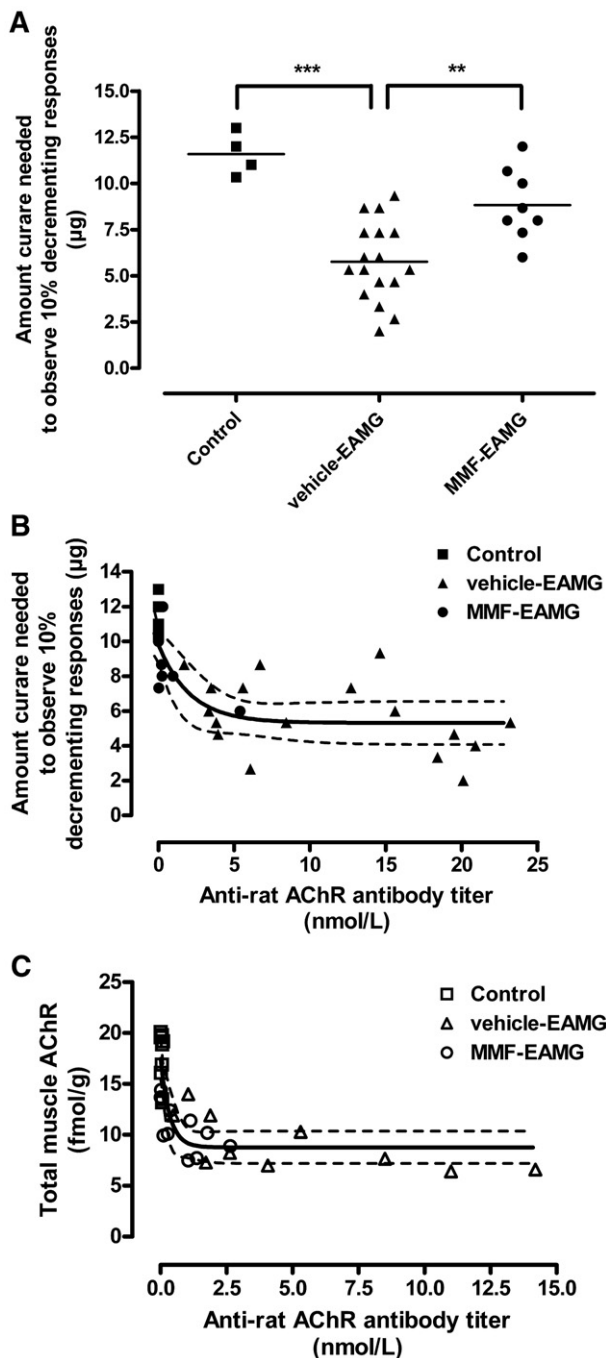 A
Amount curare needed
to observe 10% decrementing responses
(µg)
15.0
12.5
10.0
7.5
5.0
2.5
0.0
***
**
Control
vehicle-EAMG
MMF-EAMG
B
Amount curare needed
to observe 10%
decrementing responses (µg)
14
12
10
8
6
4
2
0
Control
vehicle-EAMG
MMF-EAMG
0
5
10
15
20
25
Anti-rat AChR antibody titer
(nmol/L)
C
Total muscle AChR
(fmol/g)
25
20
15
10
5
0
Control
vehicle-EAMG
MMF-EAMG
0.0
2.5
5.0
7.5
10.0
12.5
15.0
Anti-rat AChR antibody titer
(nmol/L)